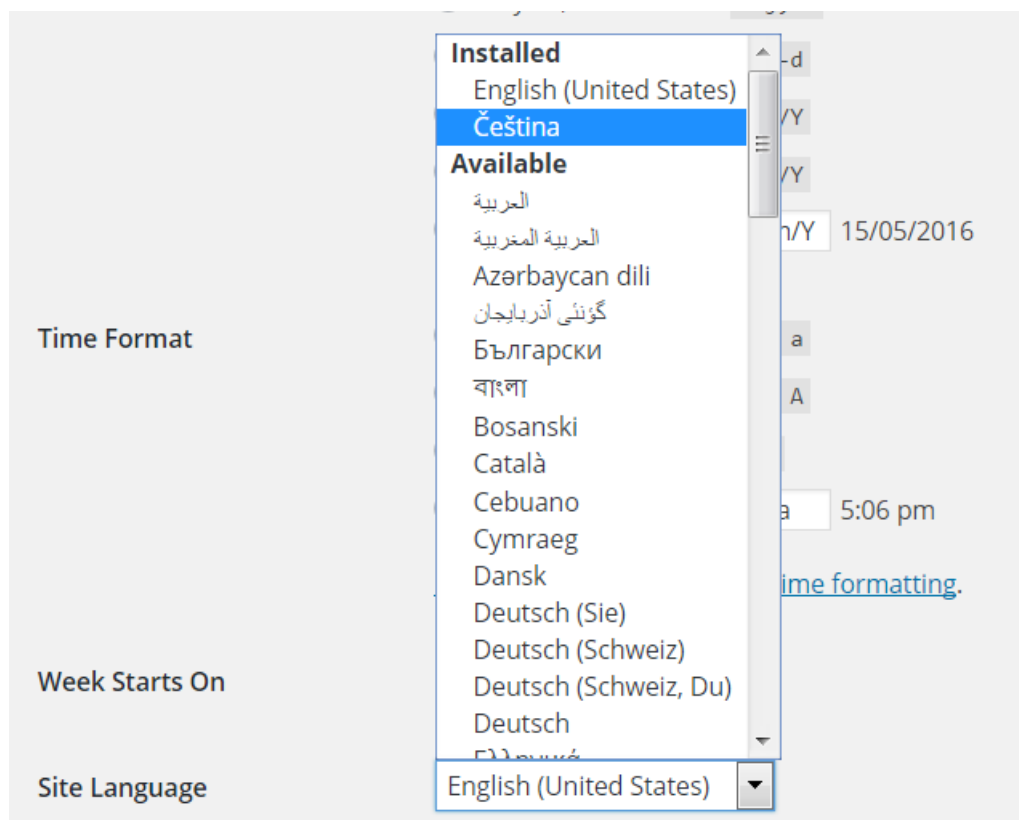 Installed
English (United States)
-d
Čeština
/Y
Available
/Y
العربية
العربية المغربية
n/Y 15/05/2016
Azərbaycan dili
گؤنئی آذربایجان
Time Format
a
Български
বাংলা
A
Bosanski
Català
Cebuano
a 5:06 pm
Cymraeg
Dansk
ime formatting.
Deutsch (Sie)
Deutsch (Schweiz)
Week Starts On
Deutsch (Schweiz, Du)
Deutsch
Site Language
English (United States)